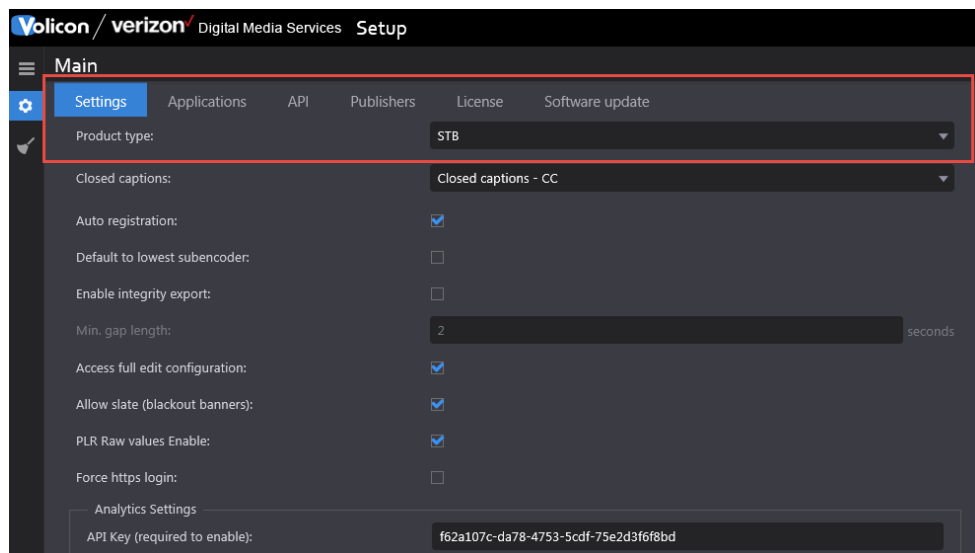 Volicon / verizon Digital Media Services Setup
Main
Settings Applications API Publishers License Software update
Product type: STB
Closed captions: Closed captions - CC
Auto registration:
Default to lowest subencoder:
Enable integrity export:
Min. gap length: 2 seconds
Access full edit configuration:
Allow slate (blackout banners):
PLR Raw values Enable:
Force https login:
Analytics Settings
API Key (required to enable): f62a107c-da78-4753-5cdf-75e2d3f6f8bd